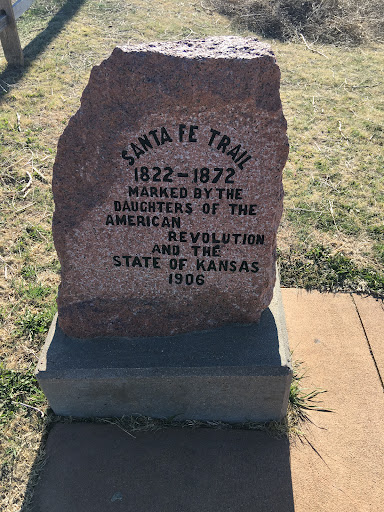 SANTA FE TRAIL
1822-1872
MARKED BY THE
DAUGHTERS OF THE
AMERICAN
REVOLUTION
AND THE
STATE OF KANSAS
1906